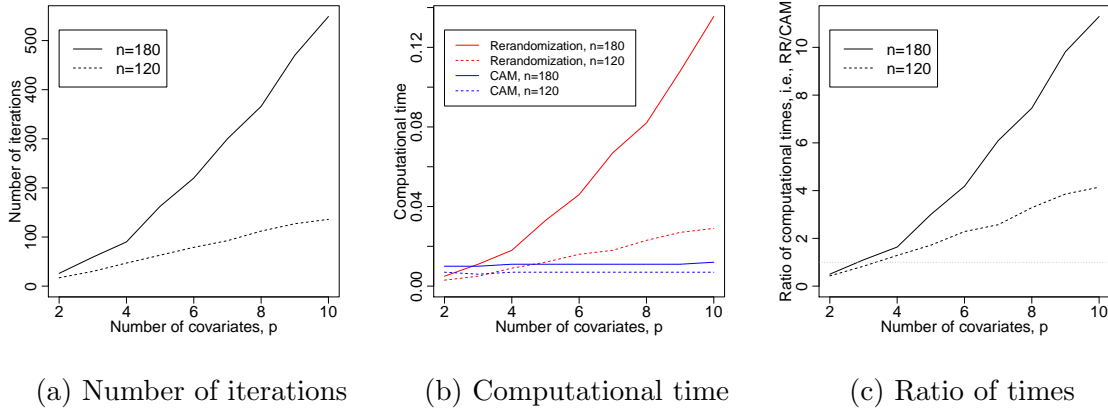 n=180
n=120
Number of iterations
0
100
200
300
400
500
2
4
6
8
10
Number of covariates, p
(a) Number of iterations
Rerandomization, n=180
Rerandomization, n=120
CAM, n=180
CAM, n=120
Computational time
0.00
0.04
0.08
0.12
2
4
6
8
10
Number of covariates, p
(b) Computational time
n=180
n=120
Ratio of computational times, i.e., RR/CAM
0
2
4
6
8
10
2
4
6
8
10
Number of covariates, p
(c) Ratio of times